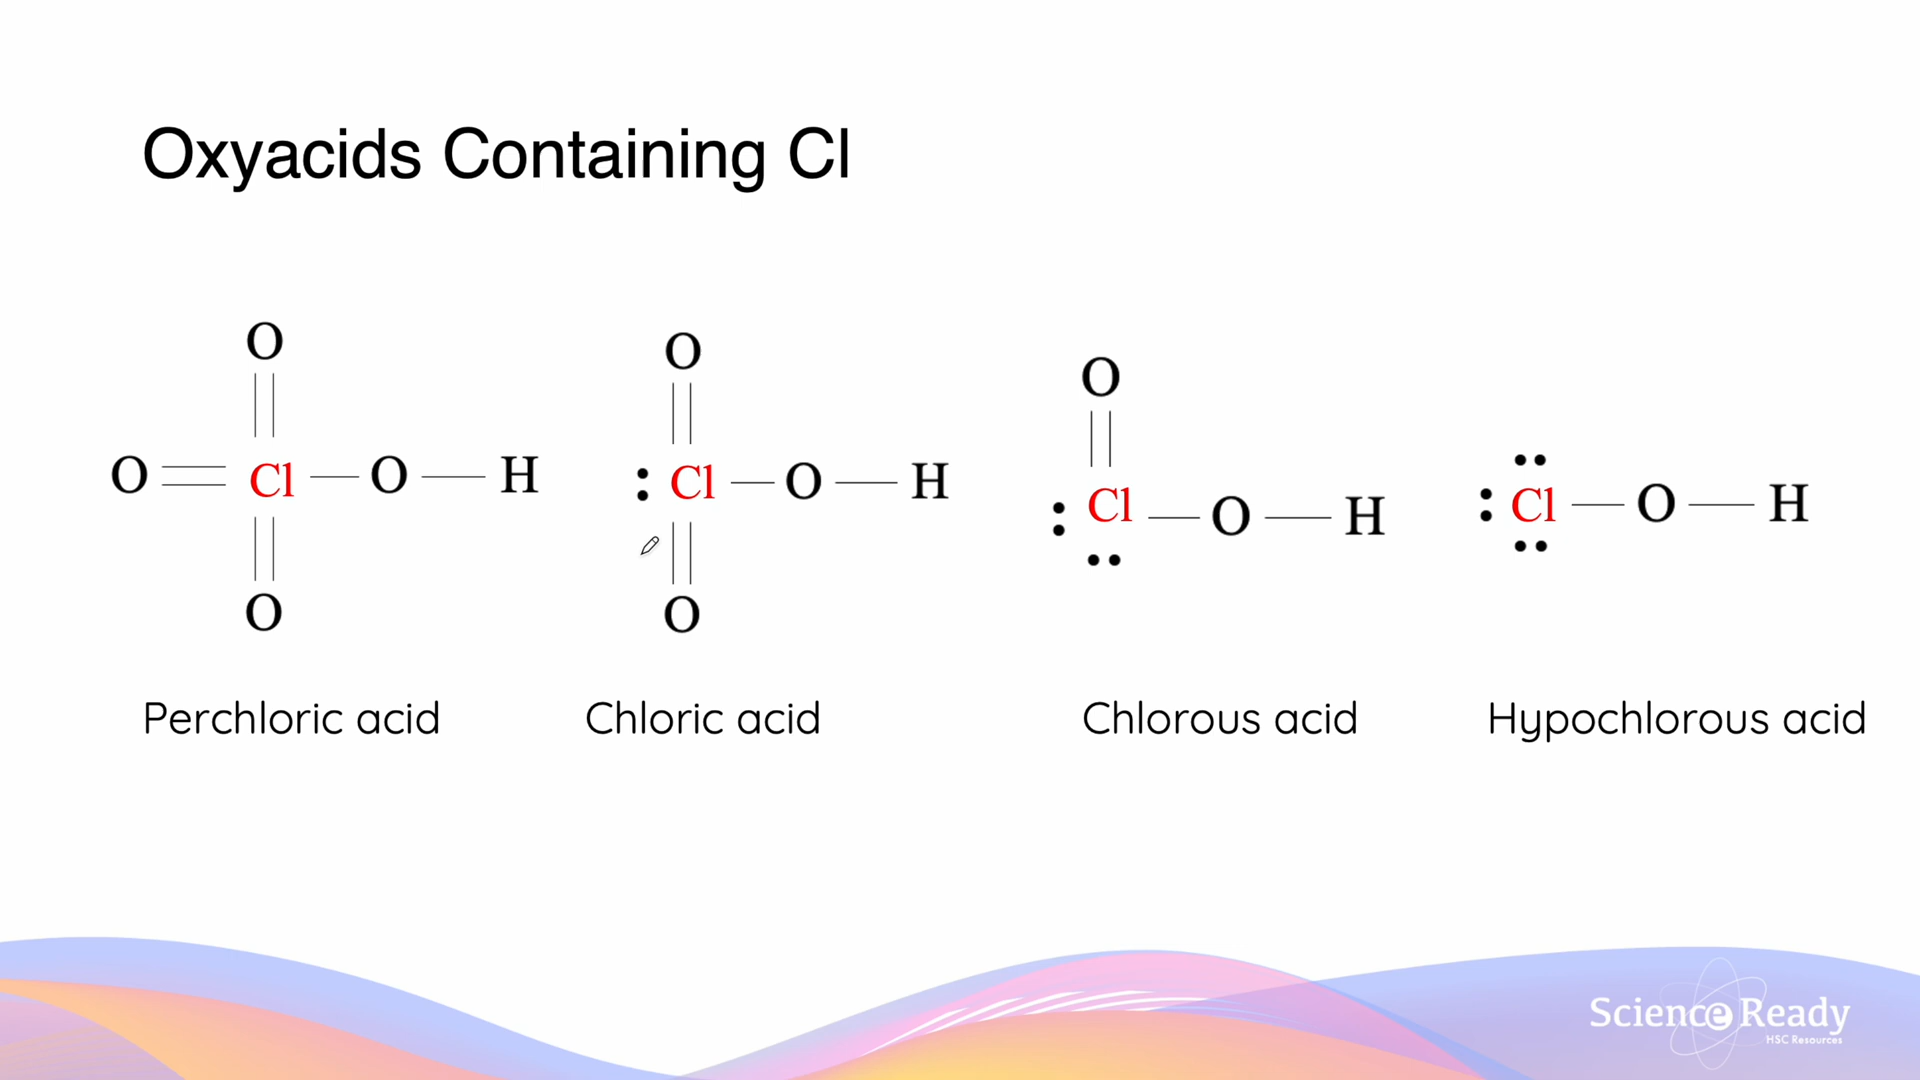 Oxyacids Containing Cl
O
O Cl O H
O
O
Cl O H
O
O
Cl O H
Cl O H
Perchloric acid
Chloric acid
Chlorous acid
Hypochlorous acid
Science Ready
HSC Resources